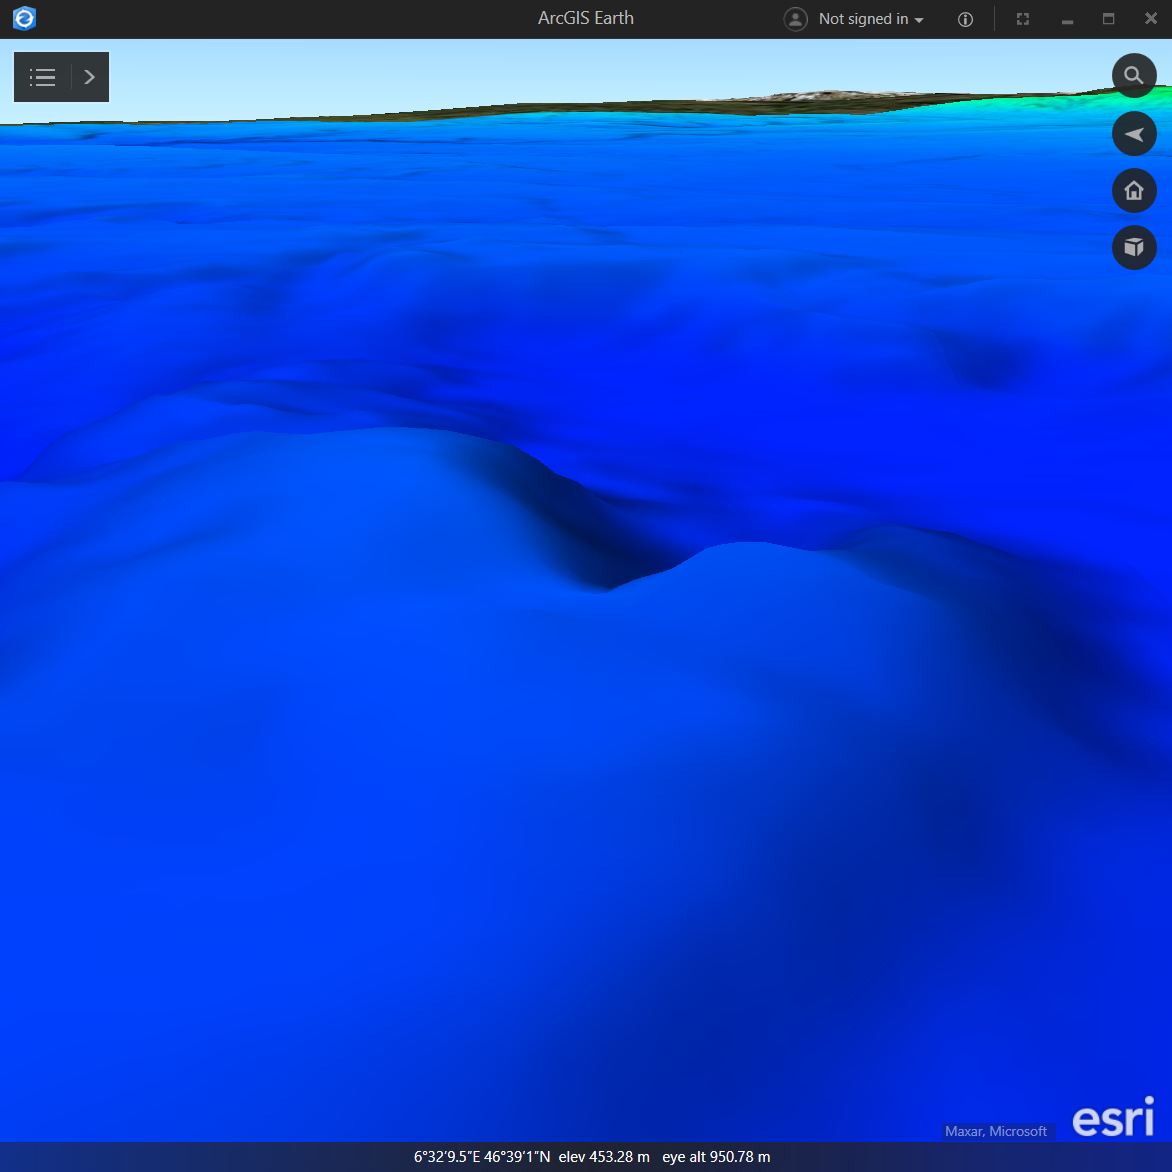 ArcGIS Earth
Not signed in
Maxar, Microsoft
esri
6°32'9.5"E 46°39'1"N elev 453.28 m eye alt 950.78 m